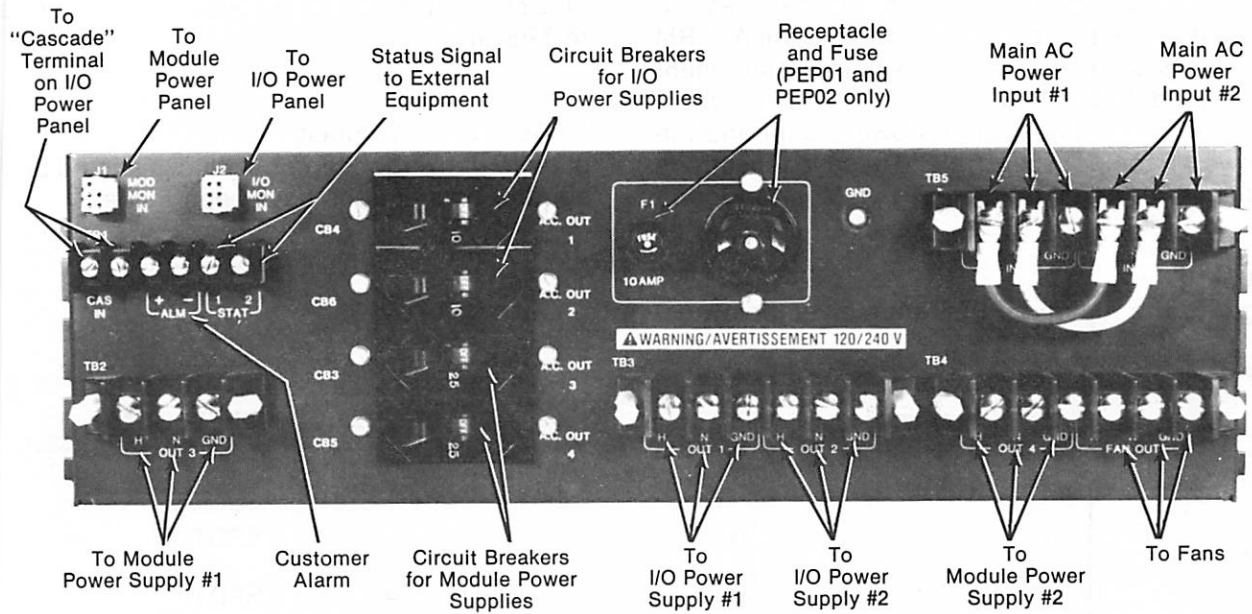 To
"Cascade"
Terminal
on I/O
Power
Panel
To
Module
Power
Panel
To
I/O Power
Panel
Status Signal
to External
Equipment
Circuit Breakers
for I/O
Power Supplies
Receptacle
and Fuse
(PEP01 and
PEP02 only)
Main AC
Power
Input #1
Main AC
Power
Input #2
J1
MOD
MON
IN
J2
I/O
MON
IN
TB1
CAS
IN
+ −
ALM
1 2
STAT
CB4
10
A.C. OUT
1
CB6
10
A.C. OUT
2
CB3
25
A.C. OUT
3
CB5
25
A.C. OUT
4
F1
10 AMP
GND
TB5
IN GND
IN GND
WARNING/AVERTISSEMENT 120/240 V
TB2
H N GND
OUT 3
TB3
H N GND
OUT 1
H N GND
OUT 2
TB4
H N GND
OUT 4
GND
FAN OUT
To Module
Power Supply #1
Customer
Alarm
Circuit Breakers
for Module Power
Supplies
To
I/O Power
Supply #1
To
I/O Power
Supply #2
To
Module Power
Supply #2
To Fans